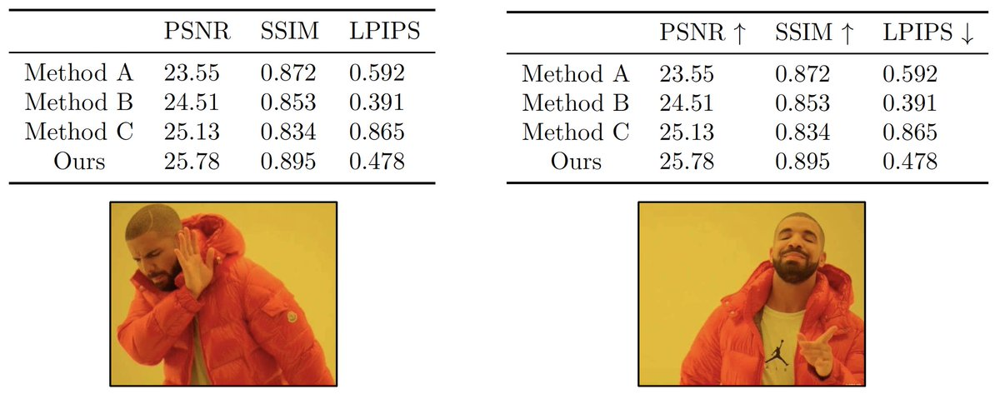 PSNR SSIM LPIPS
Method A 23.55 0.872 0.592
Method B 24.51 0.853 0.391
Method C 25.13 0.834 0.865
Ours 25.78 0.895 0.478
PSNR ↑ SSIM ↑ LPIPS ↓
Method A 23.55 0.872 0.592
Method B 24.51 0.853 0.391
Method C 25.13 0.834 0.865
Ours 25.78 0.895 0.478